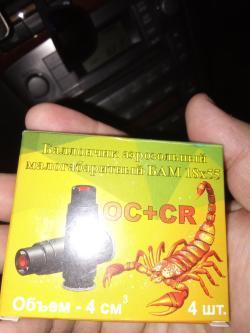 Баллончик аэрозольный
малогабаритный БАМ 18х55
OC+CR
Объем - 4 см³
4 шт.